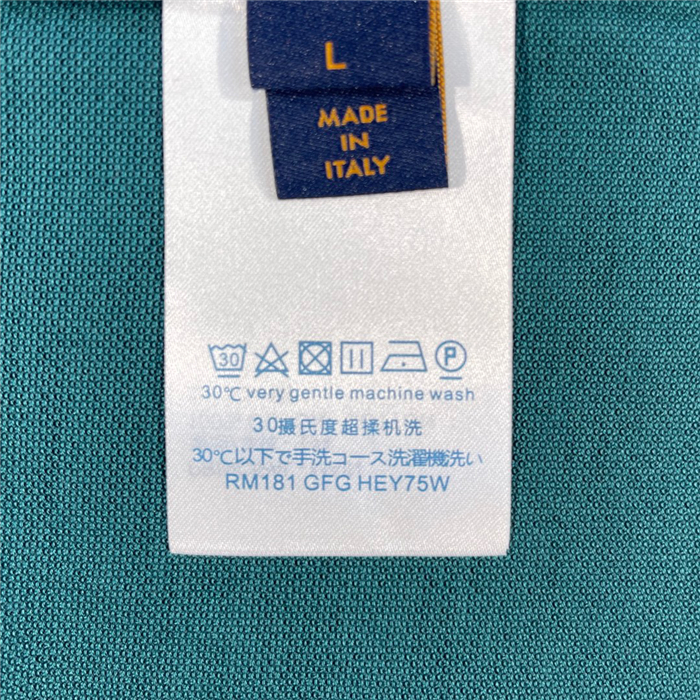 L
MADE
IN
ITALY
30
P
30℃ very gentle machine wash
30摄氏度超揉机洗
30℃以下で手洗コース洗濯機洗い
RM181 GFG HEY75W